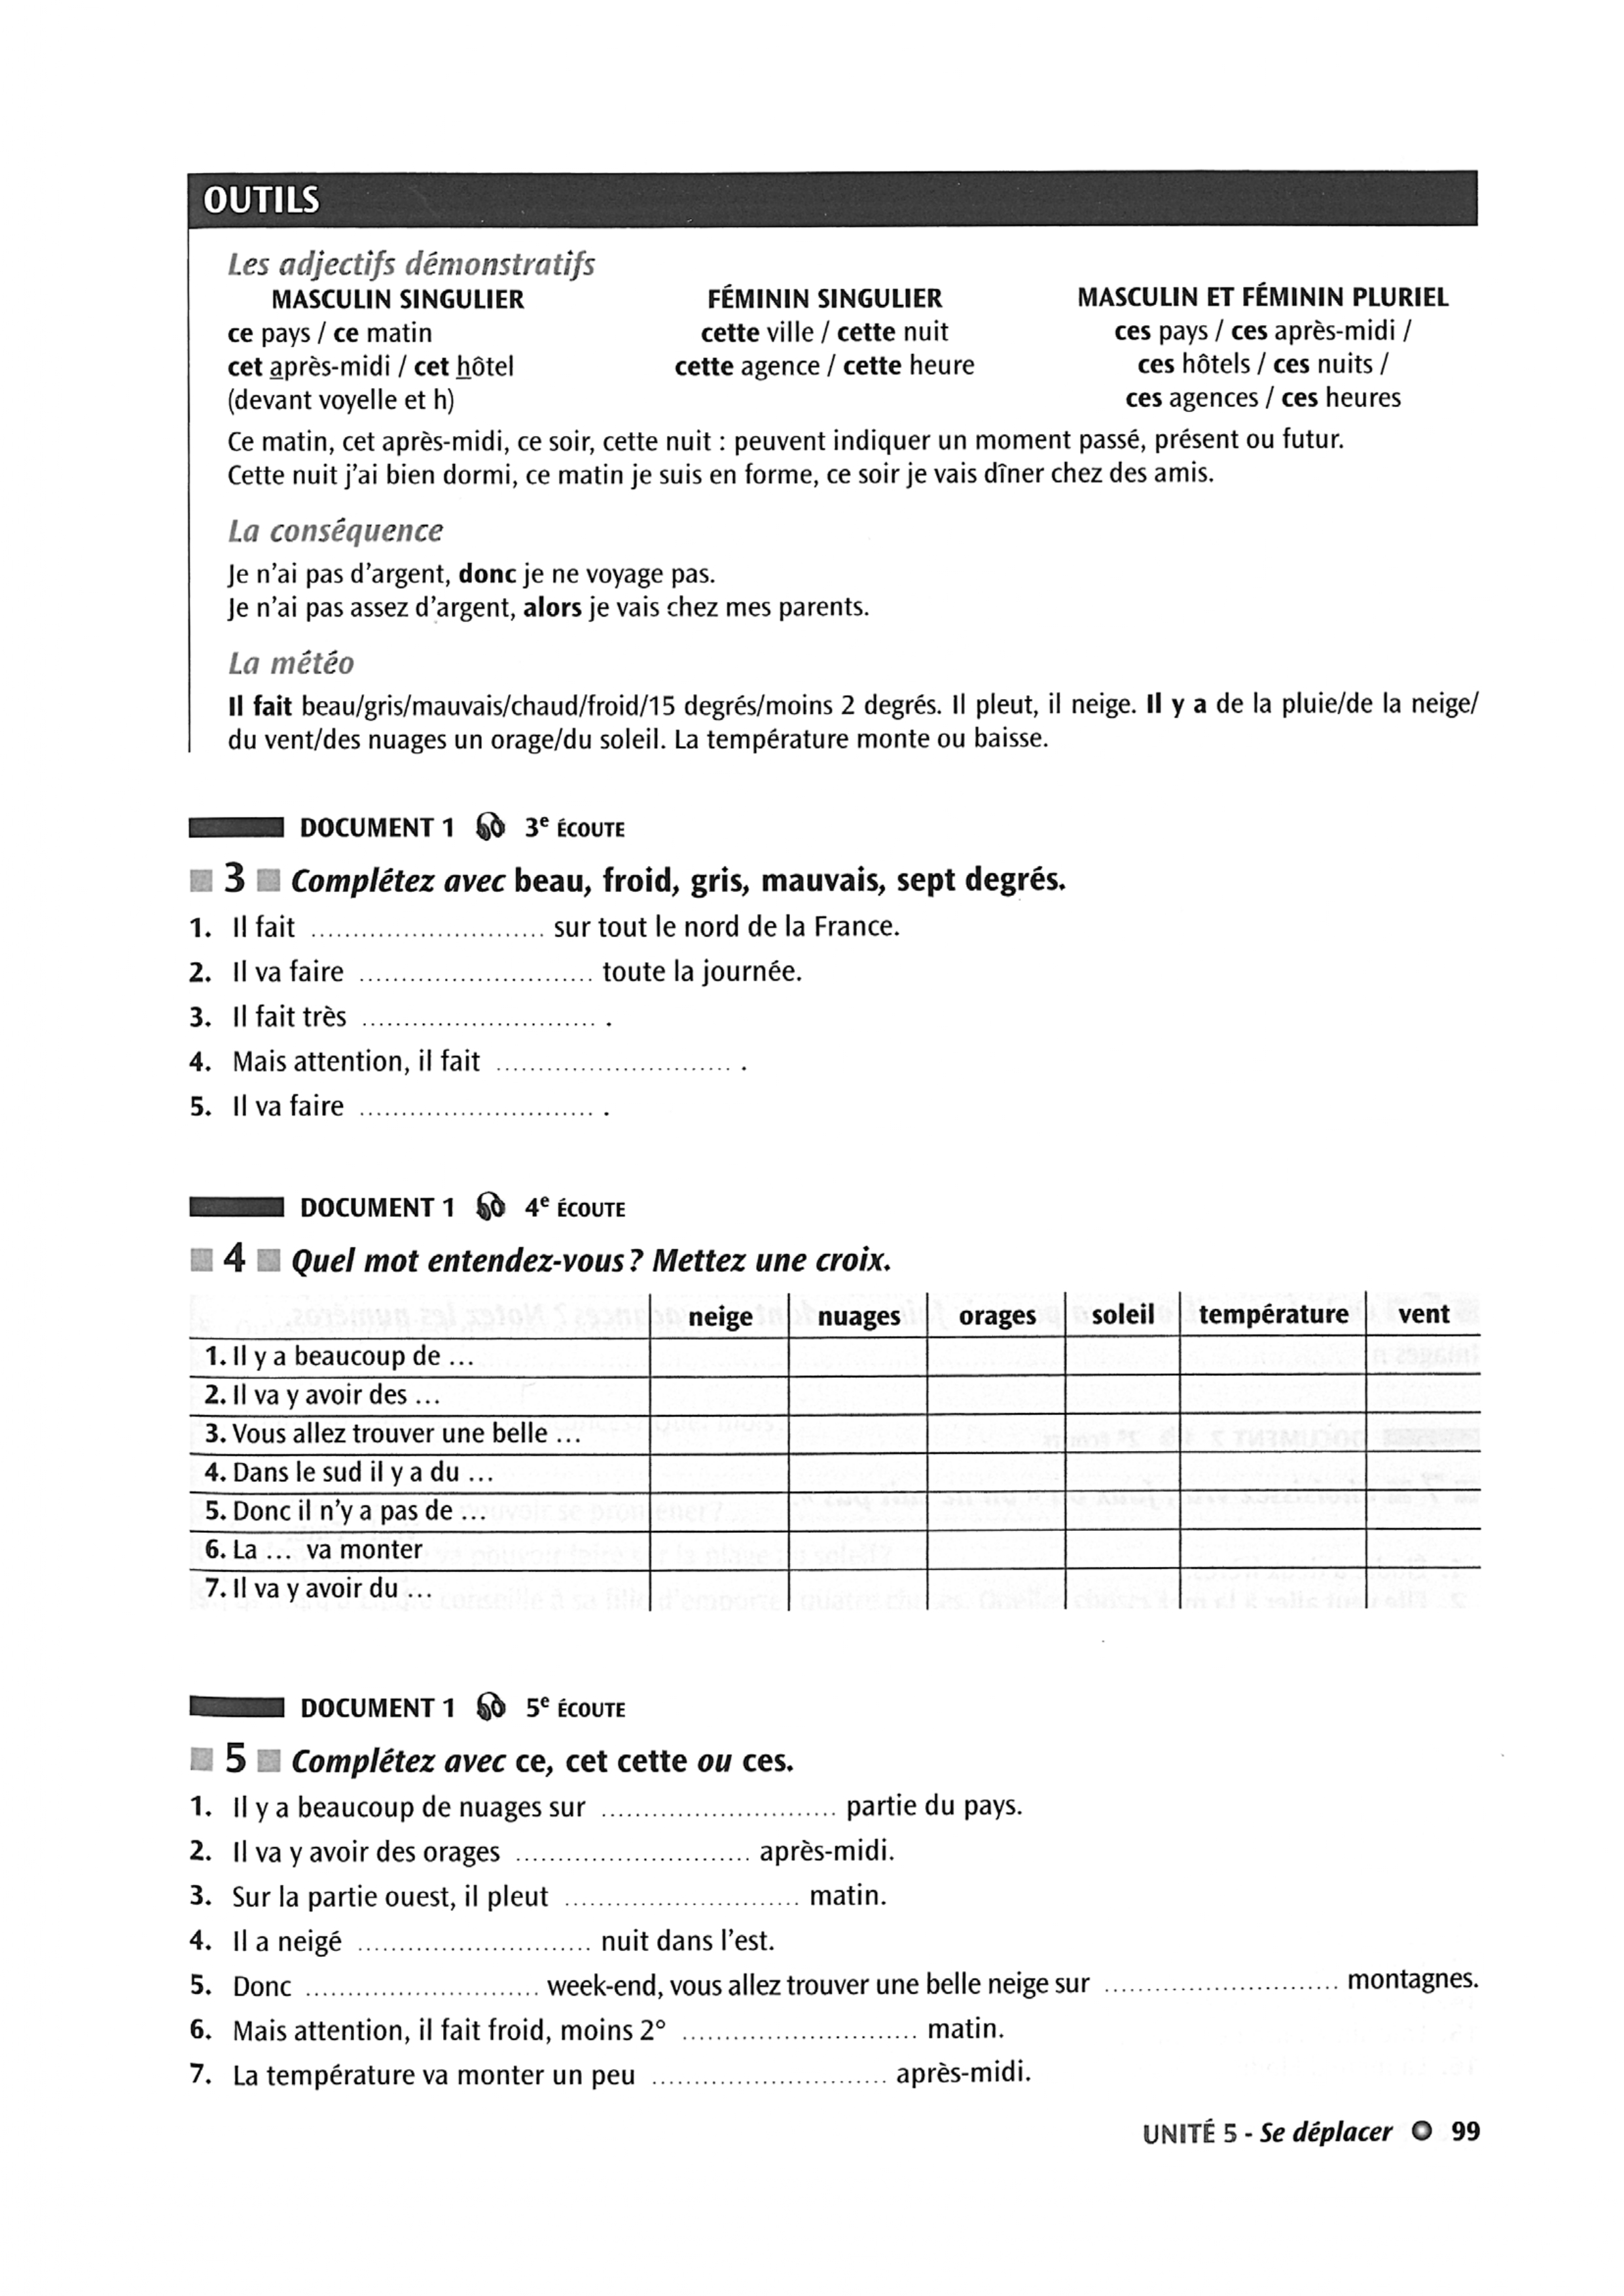 OUTILS
Les adjectifs démonstratifs
MASCULIN SINGULIER FÉMININ SINGULIER MASCULIN ET FÉMININ PLURIEL
ce pays / ce matin cette ville / cette nuit ces pays / ces après-midi /
cet après-midi / cet hôtel cette agence / cette heure ces hôtels / ces nuits /
(devant voyelle et h) ces agences / ces heures
Ce matin, cet après-midi, ce soir, cette nuit : peuvent indiquer un moment passé, présent ou futur.
Cette nuit j'ai bien dormi, ce matin je suis en forme, ce soir je vais dîner chez des amis.
La conséquence
Je n'ai pas d'argent, donc je ne voyage pas.
Je n'ai pas assez d'argent, alors je vais chez mes parents.
La météo
Il fait beau/gris/mauvais/chaud/froid/15 degrés/moins 2 degrés. Il pleut, il neige. Il y a de la pluie/de la neige/
du vent/des nuages un orage/du soleil. La température monte ou baisse.
DOCUMENT 1 3e ÉCOUTE
3 Complétez avec beau, froid, gris, mauvais, sept degrés.
1. Il fait ............................ sur tout le nord de la France.
2. Il va faire ............................ toute la journée.
3. Il fait très ............................ .
4. Mais attention, il fait ............................ .
5. Il va faire ............................ .
DOCUMENT 1 4e ÉCOUTE
4 Quel mot entendez-vous ? Mettez une croix.
neige nuages orages soleil température vent
1. Il y a beaucoup de ...
2. Il va y avoir des ...
3. Vous allez trouver une belle ...
4. Dans le sud il y a du ...
5. Donc il n'y a pas de ...
6. La ... va monter
7. Il va y avoir du ...
DOCUMENT 1 5e ÉCOUTE
5 Complétez avec ce, cet cette ou ces.
1. Il y a beaucoup de nuages sur ............................ partie du pays.
2. Il va y avoir des orages ............................ après-midi.
3. Sur la partie ouest, il pleut ............................ matin.
4. Il a neigé ............................ nuit dans l'est.
5. Donc ............................ week-end, vous allez trouver une belle neige sur ............................ montagnes.
6. Mais attention, il fait froid, moins 2° ............................ matin.
7. La température va monter un peu ............................ après-midi.
UNITÉ 5 - Se déplacer 99